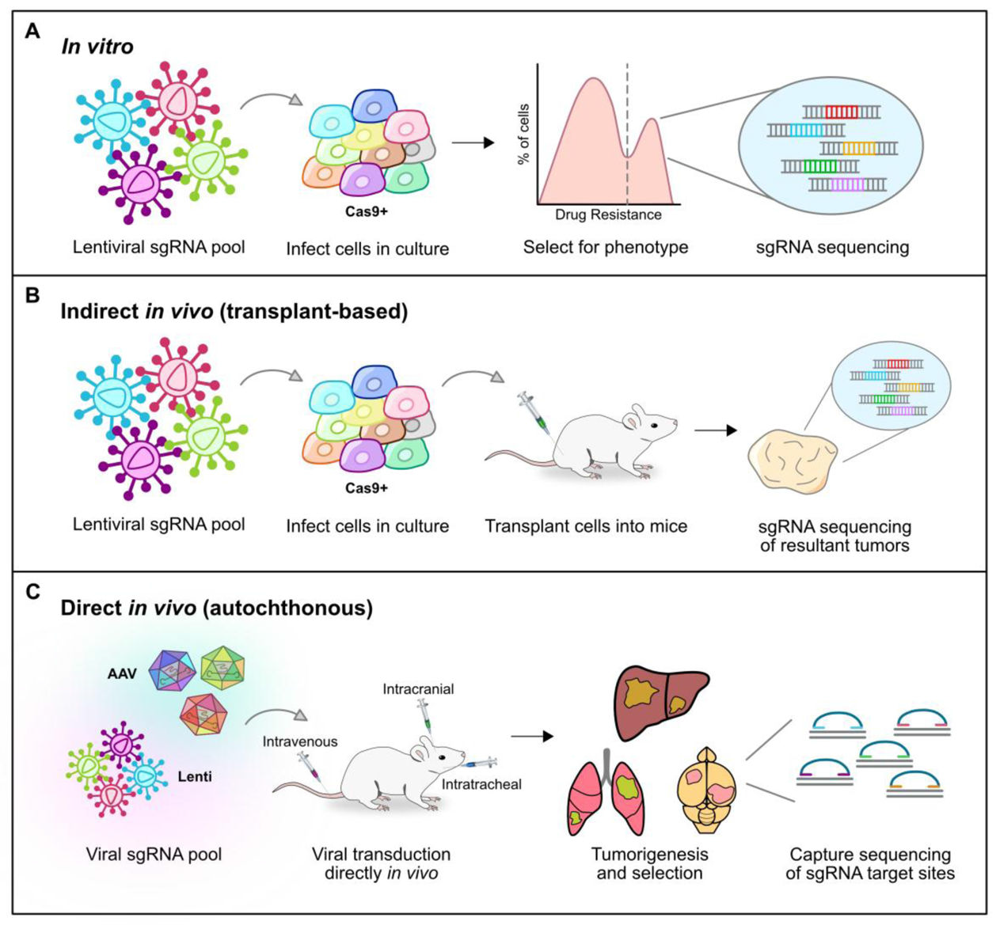 A
In vitro
% of cells
Cas9+
Drug Resistance
Lentiviral sgRNA pool
Infect cells in culture
Select for phenotype
sgRNA sequencing
B
Indirect in vivo (transplant-based)
Cas9+
Lentiviral sgRNA pool
Infect cells in culture
Transplant cells into mice
sgRNA sequencing
of resultant tumors
C
Direct in vivo (autochthonous)
AAV
Lenti
Intracranial
Intravenous
Intratracheal
Viral sgRNA pool
Viral transduction
directly in vivo
Tumorigenesis
and selection
Capture sequencing
of sgRNA target sites